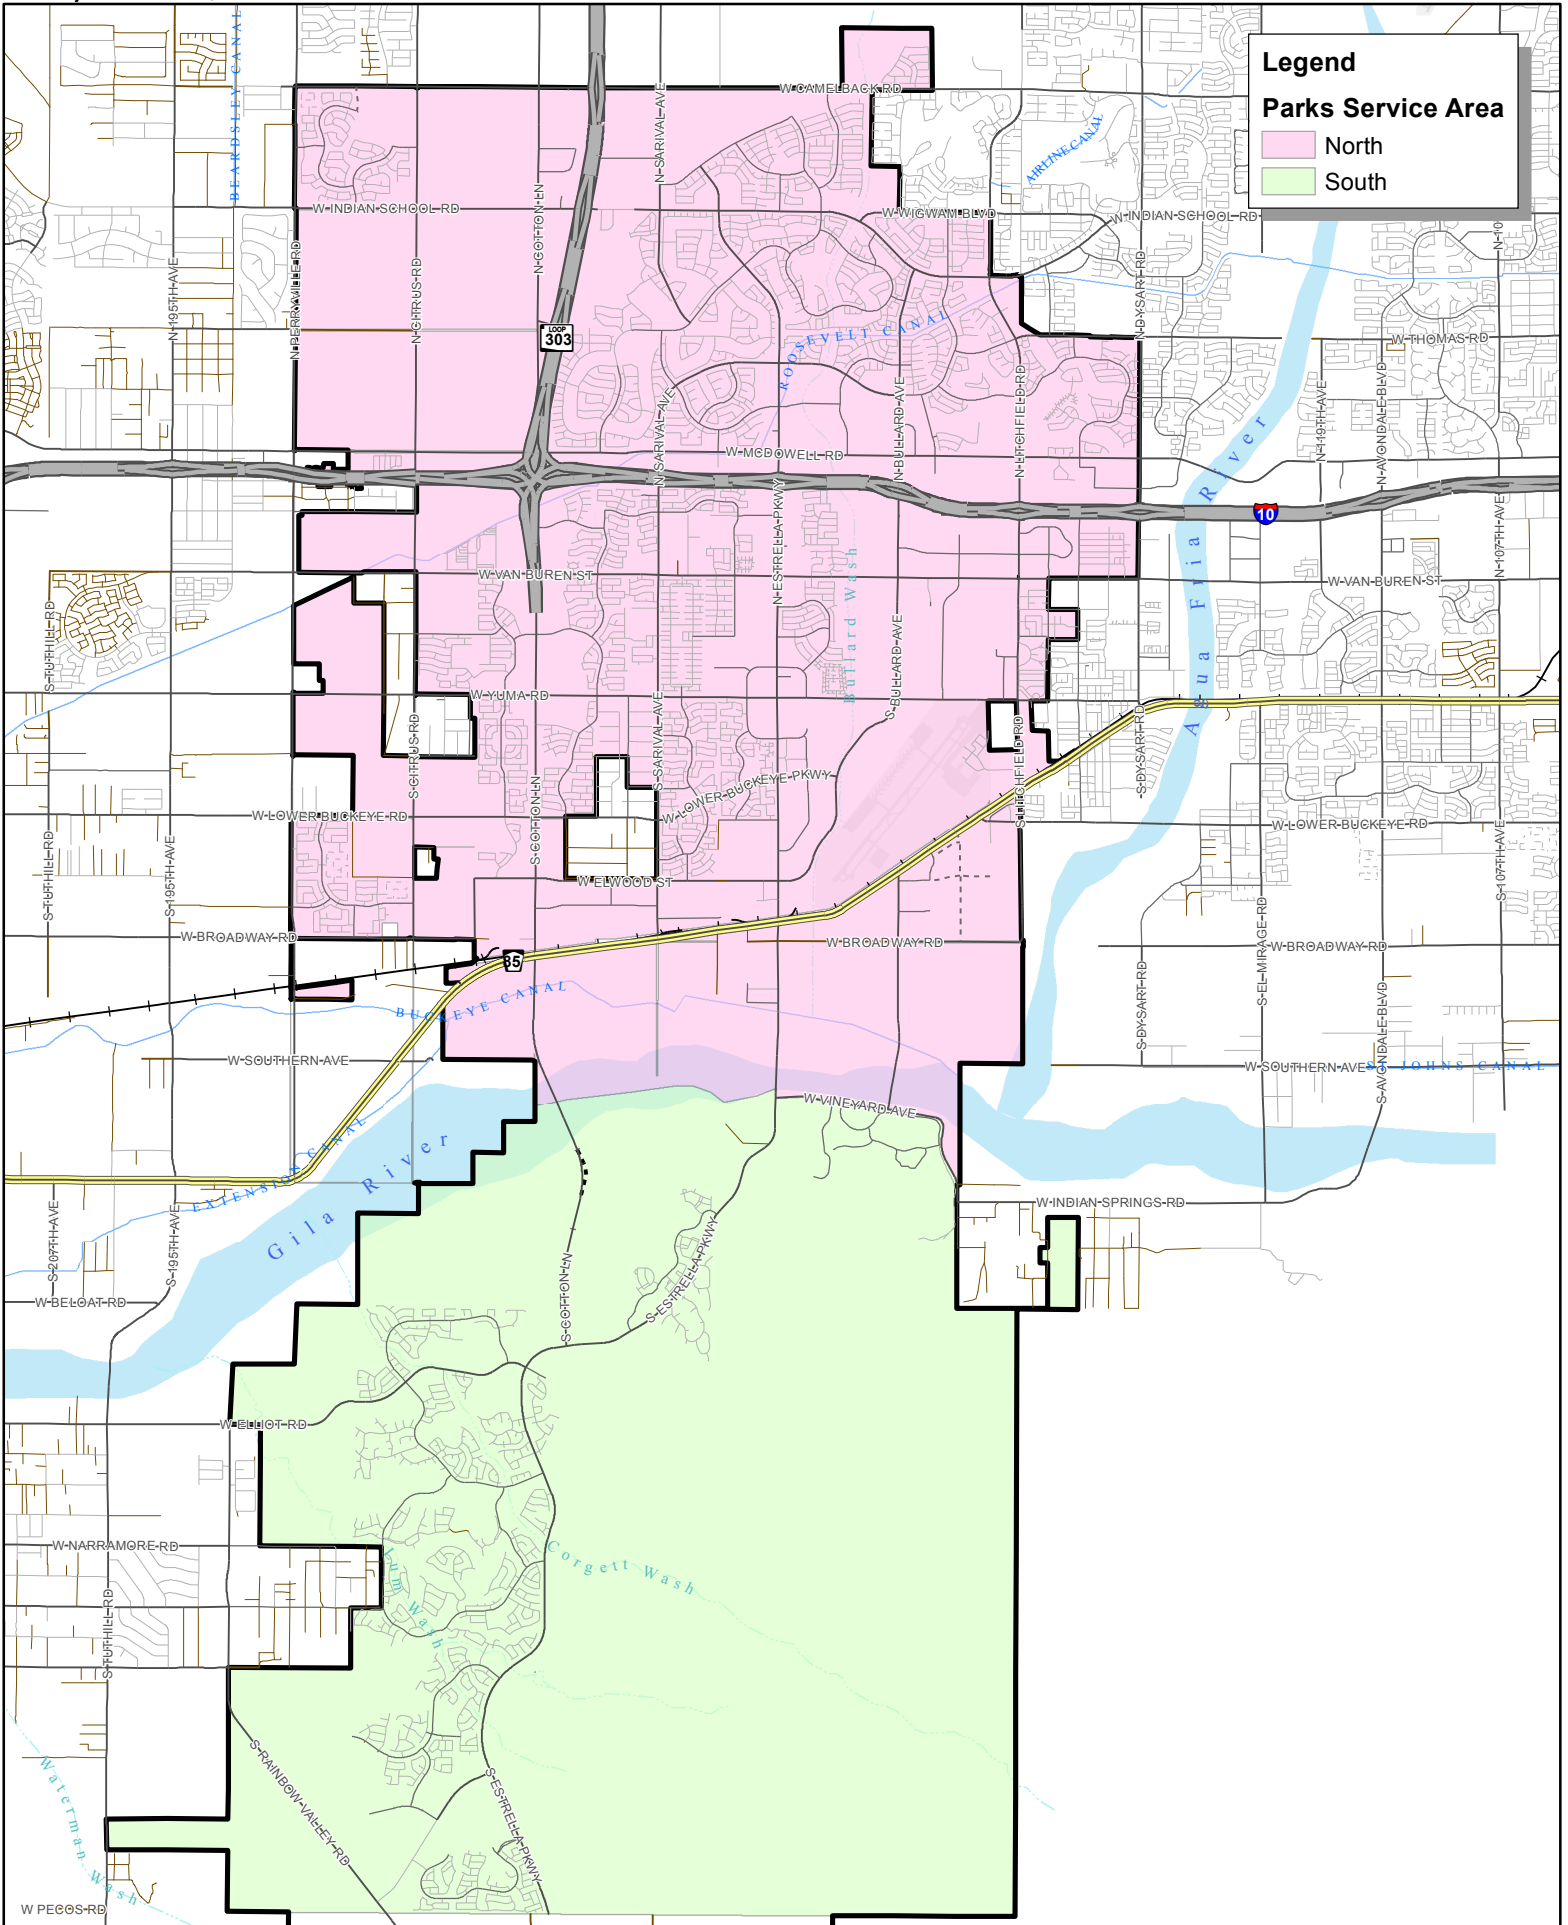 Legend
Parks Service Area
North
South
W CAMELBACK RD
BEARDSLEY CANAL
N SARIVAL AVE
AIRLINE CANAL
W INDIAN SCHOOL RD
W WIGWAM BLVD
W INDIAN SCHOOL RD
N COTTON LN
N 10
N 195TH AVE
N PERRYVILLE RD
N CITRUS RD
N DYSART RD
LOOP
303
ROOSEVELT CANAL
W THOMAS RD
N SARIVAL AVE
N BULLARD AVE
N LITCHFIELD RD
N 119TH AVE
N AVONDALE BLVD
W MCDOWELL RD
Agua Fria River
N ESTRELLA PKWY
10
N 107TH AVE
Bullard Wash
W VAN BUREN ST
W VAN BUREN ST
S TUTHILL RD
S BULLARD AVE
W YUMA RD
S CITRUS RD
S SARIVAL AVE
S LITCHFIELD RD
S DYSART RD
W LOWER BUCKEYE PKWY
W LOWER BUCKEYE RD
S COTTON LN
W LOWER BUCKEYE RD
S TUTHILL RD
S 195TH AVE
S 107TH AVE
W ELWOOD ST
S EL MIRAGE RD
W BROADWAY RD
W BROADWAY RD
W BROADWAY RD
85
BUCKEYE CANAL
S DYSART RD
S AVONDALE BLVD
W SOUTHERN AVE
W SOUTHERN AVE
ST JOHNS CANAL
W VINEYARD AVE
EXTENSION CANAL
Gila River
W INDIAN SPRINGS RD
S 207TH AVE
S 195TH AVE
S COTTON LN
S ESTRELLA PKWY
W BELOAT RD
W ELLIOT RD
W NARRAMORE RD
Lum Wash
Corgett Wash
S TUTHILL RD
S RAINBOW VALLEY RD
S ESTRELLA PKWY
Waterman Wash
W PECOS RD